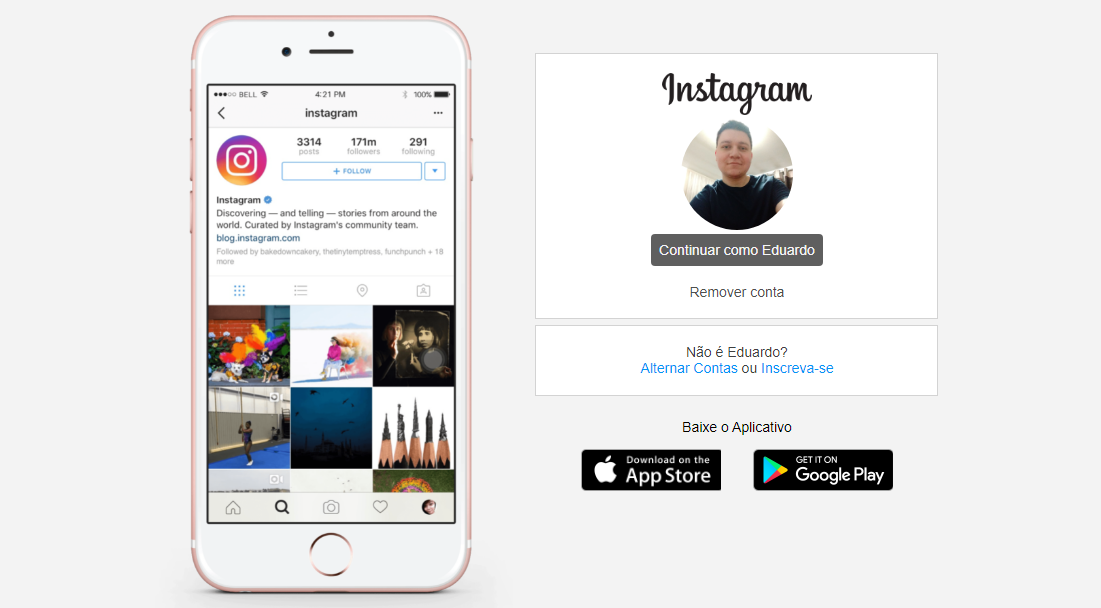 BELL
4:21 PM
100%
instagram
3314
posts
171m
followers
291
following
+ FOLLOW
Instagram
Discovering — and telling — stories from around the
world. Curated by Instagram's community team.
blog.instagram.com
Followed by bakedowncakery, thetinytemptress, funchpunch + 18
more
Instagram
Continuar como Eduardo
Remover conta
Não é Eduardo?
Alternar Contas ou Inscreva-se
Baixe o Aplicativo
Download on the
App Store
GET IT ON
Google Play